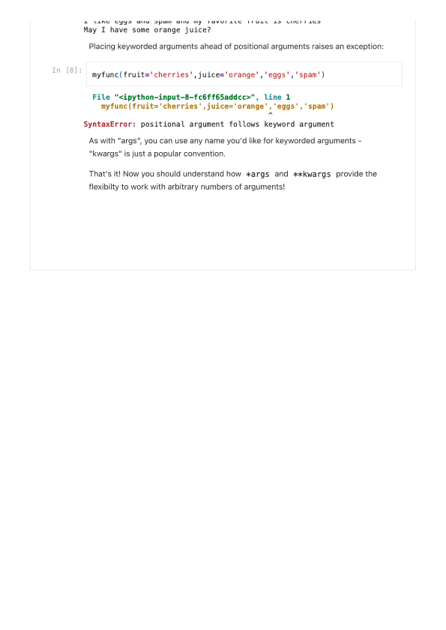 I like eggs and spam and my favorite fruit is cherries
May I have some orange juice?
Placing keyworded arguments ahead of positional arguments raises an exception:
In [8]: myfunc(fruit='cherries',juice='orange','eggs','spam')
File "<ipython-input-8-fc6ff65addcc>", line 1
myfunc(fruit='cherries',juice='orange','eggs','spam')
^
SyntaxError: positional argument follows keyword argument
As with "args", you can use any name you'd like for keyworded arguments -
"kwargs" is just a popular convention.
That's it! Now you should understand how *args and **kwargs provide the
flexibilty to work with arbitrary numbers of arguments!